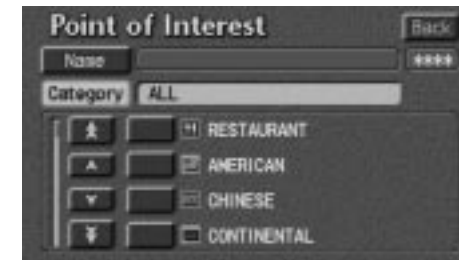 Point of Interest Back
Name ****
Category ALL
RESTAURANT
AMERICAN
CHINESE
CONTINENTAL